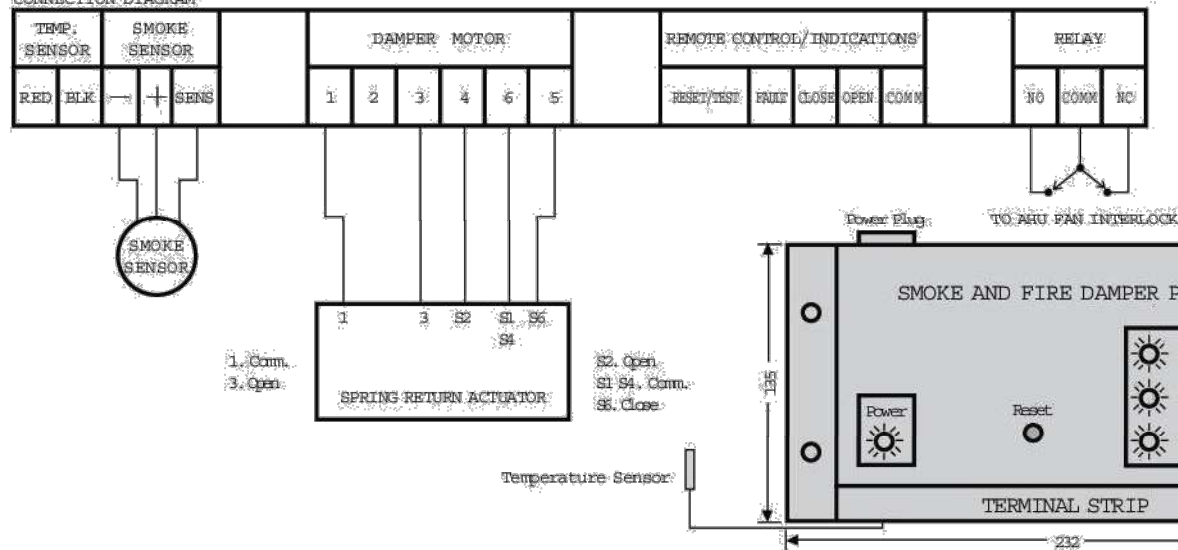 CONNECTION DIAGRAM
TEMP. SENSOR
SMOKE SENSOR
DAMPER MOTOR
REMOTE CONTROL/INDICATIONS
RELAY
RED BLK — + SENS
1 2 3 4 6 5
RESET/TEST FAULT CLOSE OPEN COMM
NO COMM NC
TO AHU FAN INTERLOCK
SMOKE SENSOR
1 3 S2 S1 S6
S4
SPRING RETURN ACTUATOR
1. Comm.
3. Open
S2. Open
S1 S4. Comm.
S6. Close
Power Plug
SMOKE AND FIRE DAMPER P
135
Power
Reset
Temperature Sensor
TERMINAL STRIP
232